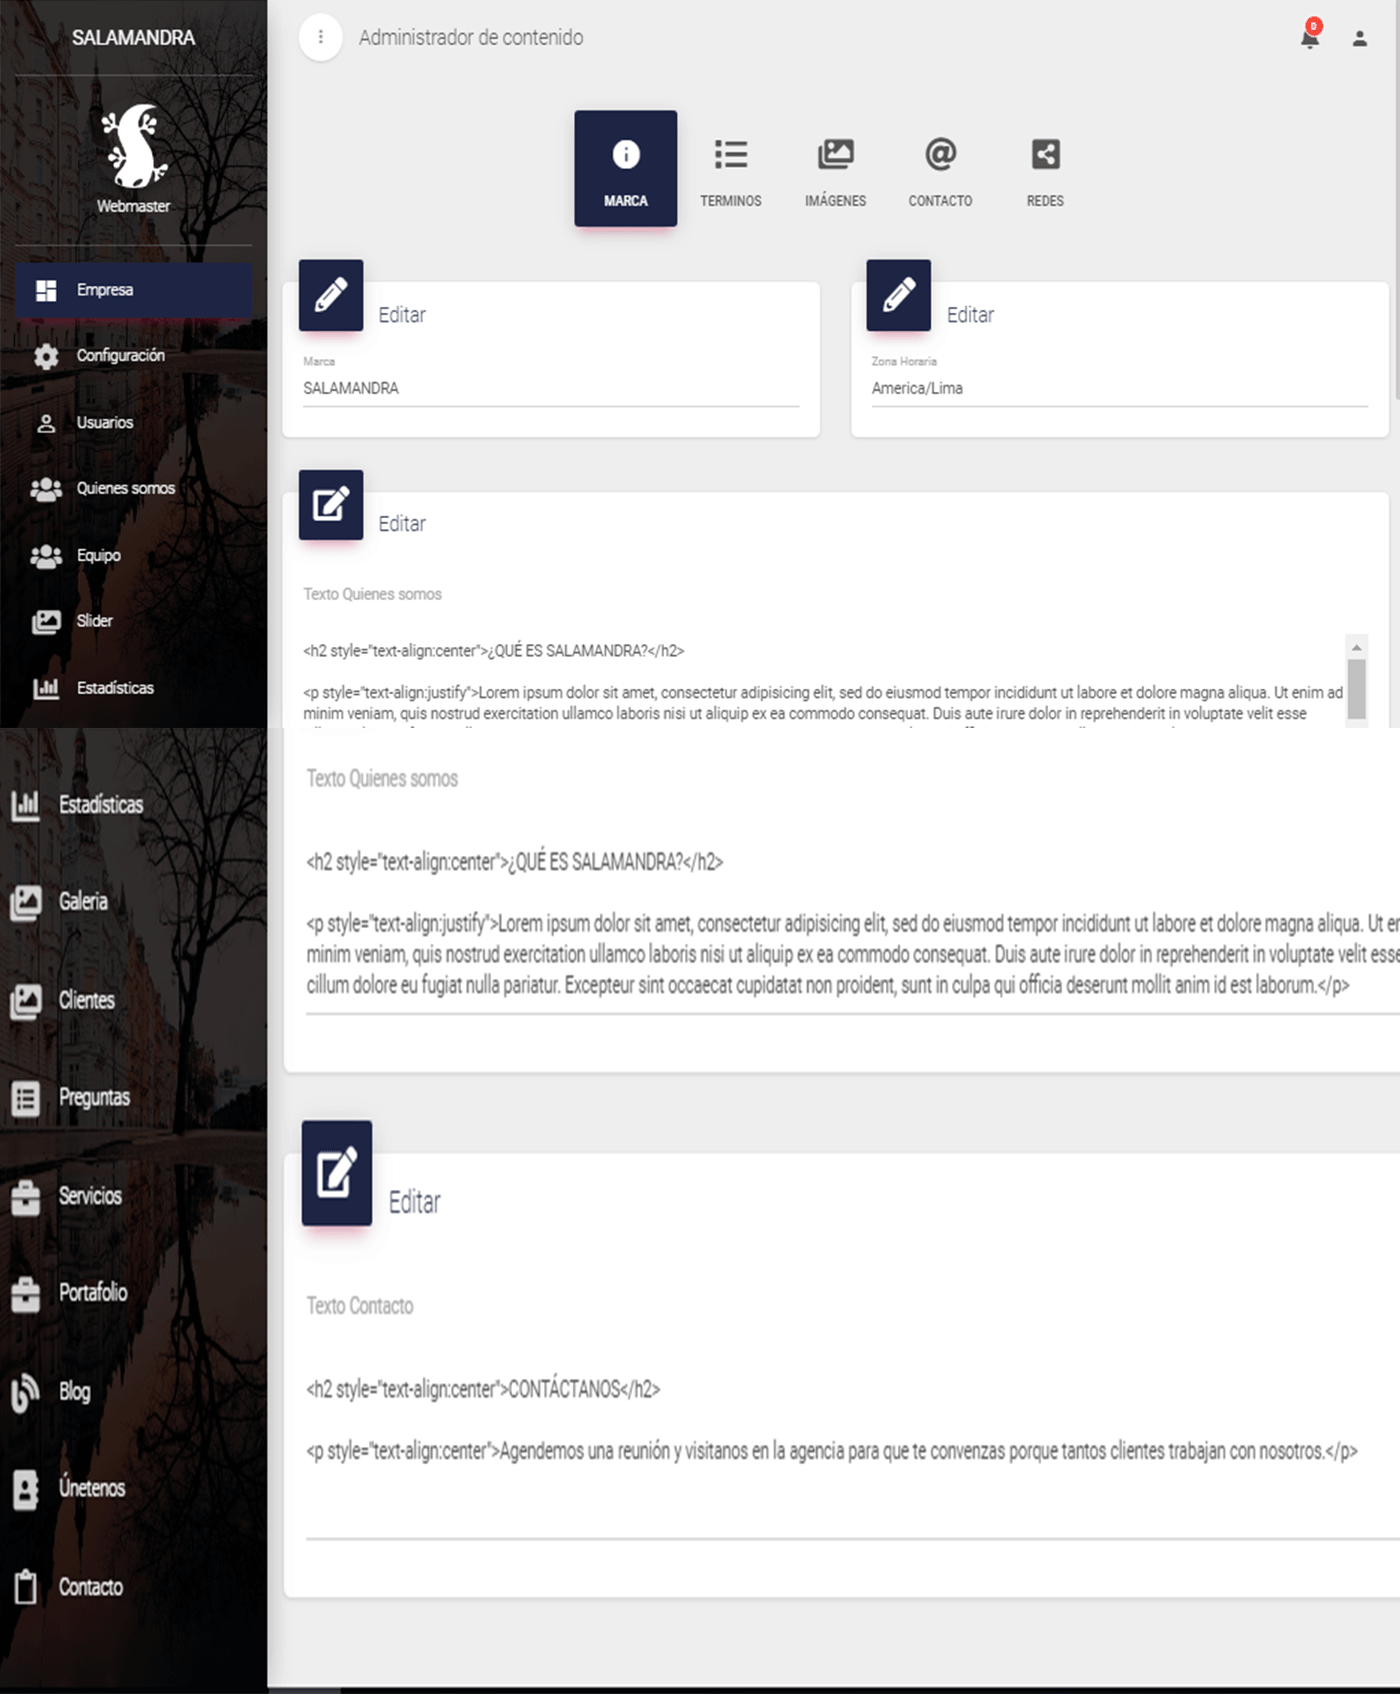 SALAMANDRA
Webmaster
Empresa
Configuración
Usuarios
Quienes somos
Equipo
Slider
Estadísticas
Administrador de contenido
0
MARCA
TERMINOS
IMÁGENES
CONTACTO
REDES
Editar
Marca
SALAMANDRA
Editar
Zona Horaria
America/Lima
Editar
Texto Quienes somos
<h2 style="text-align:center">¿QUÉ ES SALAMANDRA?</h2>
<p style="text-align:justify">Lorem ipsum dolor sit amet, consectetur adipisicing elit, sed do eiusmod tempor incididunt ut labore et dolore magna aliqua. Ut enim ad
minim veniam, quis nostrud exercitation ullamco laboris nisi ut aliquip ex ea commodo consequat. Duis aute irure dolor in reprehenderit in voluptate velit esse
Estadísticas
Galeria
Clientes
Preguntas
Servicios
Portafolio
Blog
Únetenos
Contacto
Texto Quienes somos
<h2 style="text-align:center">¿QUÉ ES SALAMANDRA?</h2>
<p style="text-align:justify">Lorem ipsum dolor sit amet, consectetur adipisicing elit, sed do eiusmod tempor incididunt ut labore et dolore magna aliqua. Ut er
minim veniam, quis nostrud exercitation ullamco laboris nisi ut aliquip ex ea commodo consequat. Duis aute irure dolor in reprehenderit in voluptate velit esse
cillum dolore eu fugiat nulla pariatur. Excepteur sint occaecat cupidatat non proident, sunt in culpa qui officia deserunt mollit anim id est laborum.</p>
Editar
Texto Contacto
<h2 style="text-align:center">CONTÁCTANOS</h2>
<p style="text-align:center">Agendemos una reunión y visitanos en la agencia para que te convenzas porque tantos clientes trabajan con nosotros.</p>